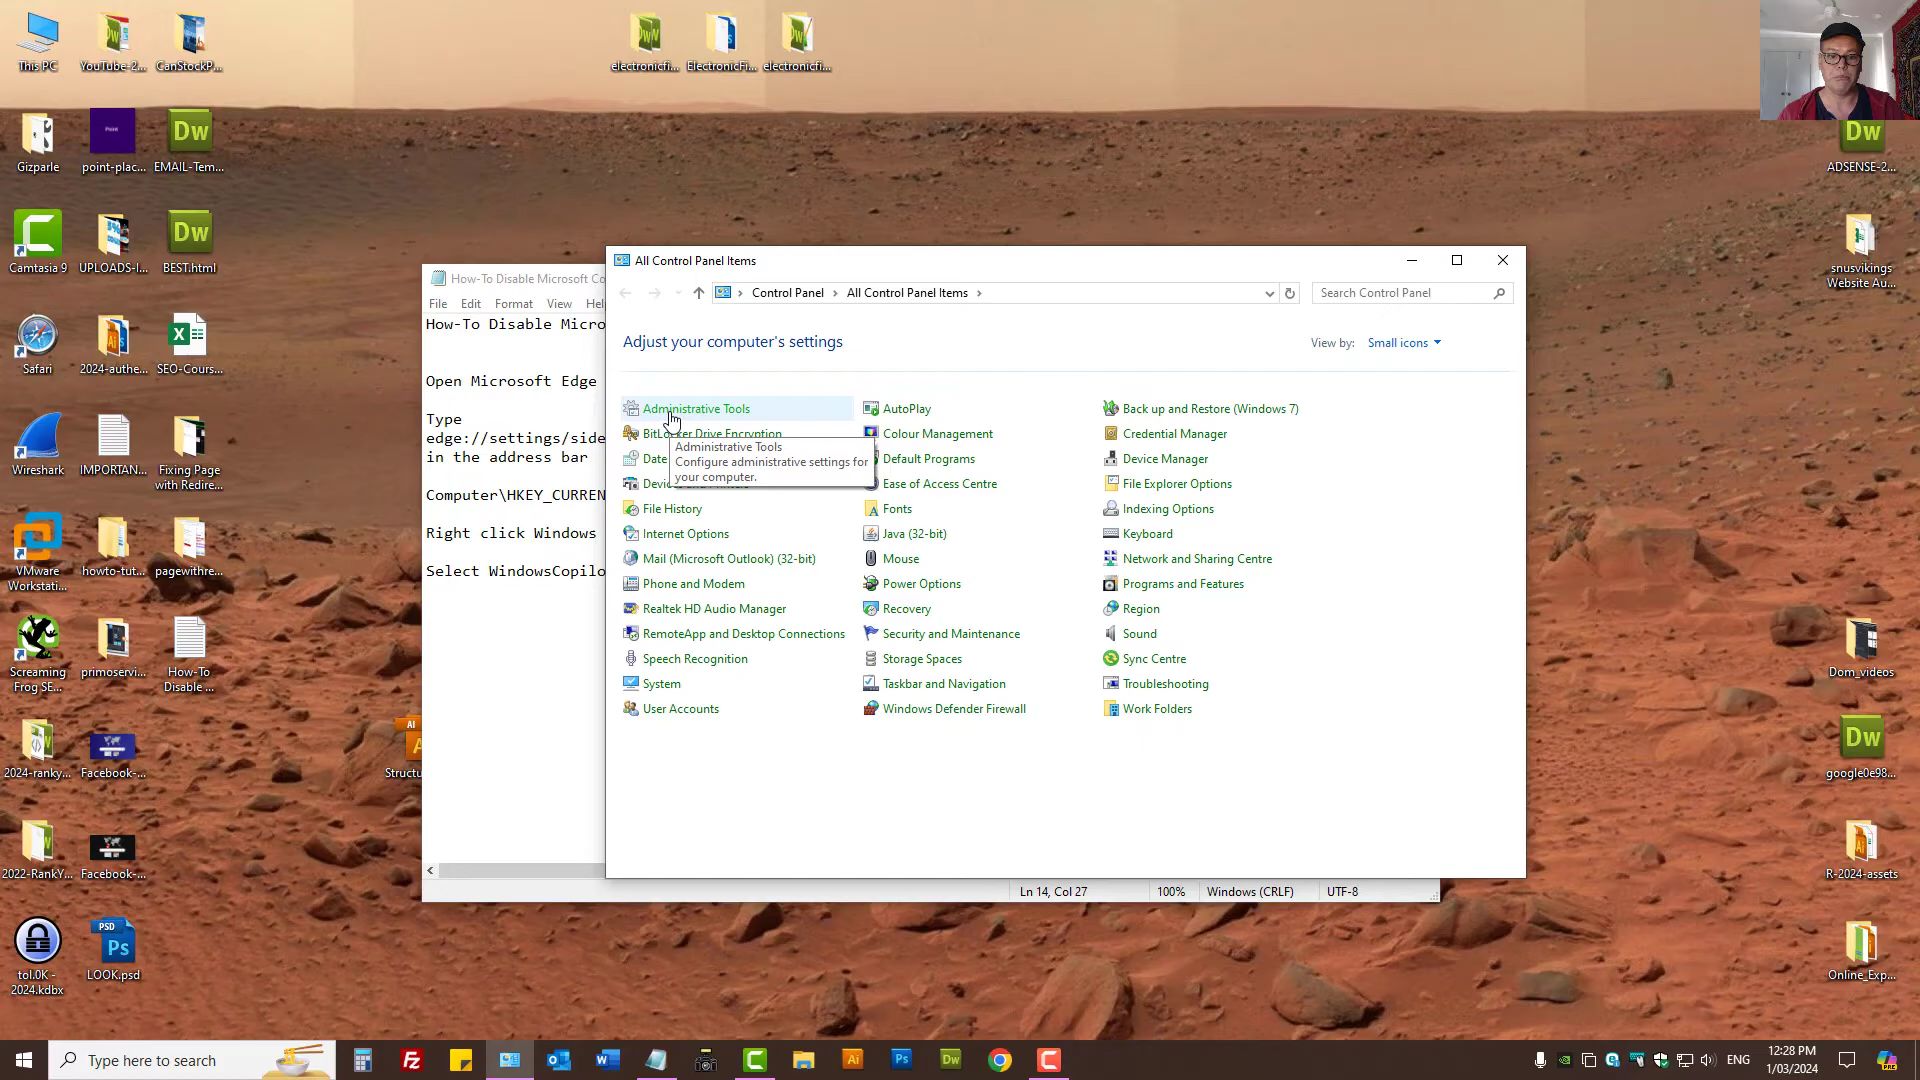 This PC
YouTube-2...
CanStockP...
electronicfi...
ElectronicFi...
electronicfi...
Gizparle
point-plac...
EMAIL-Tem...
ADSENSE-2...
Camtasia 9
UPLOADS-I...
BEST.html
snusvikings
Website Au...
Safari
2024-authe...
SEO-Cours...
Wireshark
IMPORTAN...
Fixing Page
with Redire...
VMware
Workstati...
howto-tut...
pagewithre...
Screaming
Frog SE...
primoservi...
How-To
Disable ...
Dom_videos
2024-ranky...
Facebook-...
Structu
google0e98...
2022-RankY...
Facebook-...
R-2024-assets
tol.0K -
2024.kdbx
LOOK.psd
Online_Exp...
How-To Disable Microsoft Co
File Edit Format View Hel
How-To Disable Micro
Open Microsoft Edge
Type
edge://settings/side
in the address bar
Computer\HKEY_CURREN
Right click Windows
Select WindowsCopilo
Ln 14, Col 27 100% Windows (CRLF) UTF-8
All Control Panel Items
Control Panel All Control Panel Items
Search Control Panel
Adjust your computer's settings
View by: Small icons
Administrative Tools
AutoPlay
Back up and Restore (Windows 7)
BitLocker Drive Encryption
Colour Management
Credential Manager
Date
Default Programs
Device Manager
Devices and Printers
Ease of Access Centre
File Explorer Options
Administrative Tools
Configure administrative settings for
your computer.
File History
Fonts
Indexing Options
Internet Options
Java (32-bit)
Keyboard
Mail (Microsoft Outlook) (32-bit)
Mouse
Network and Sharing Centre
Phone and Modem
Power Options
Programs and Features
Realtek HD Audio Manager
Recovery
Region
RemoteApp and Desktop Connections
Security and Maintenance
Sound
Speech Recognition
Storage Spaces
Sync Centre
System
Taskbar and Navigation
Troubleshooting
User Accounts
Windows Defender Firewall
Work Folders
Type here to search
ENG
12:28 PM
1/03/2024